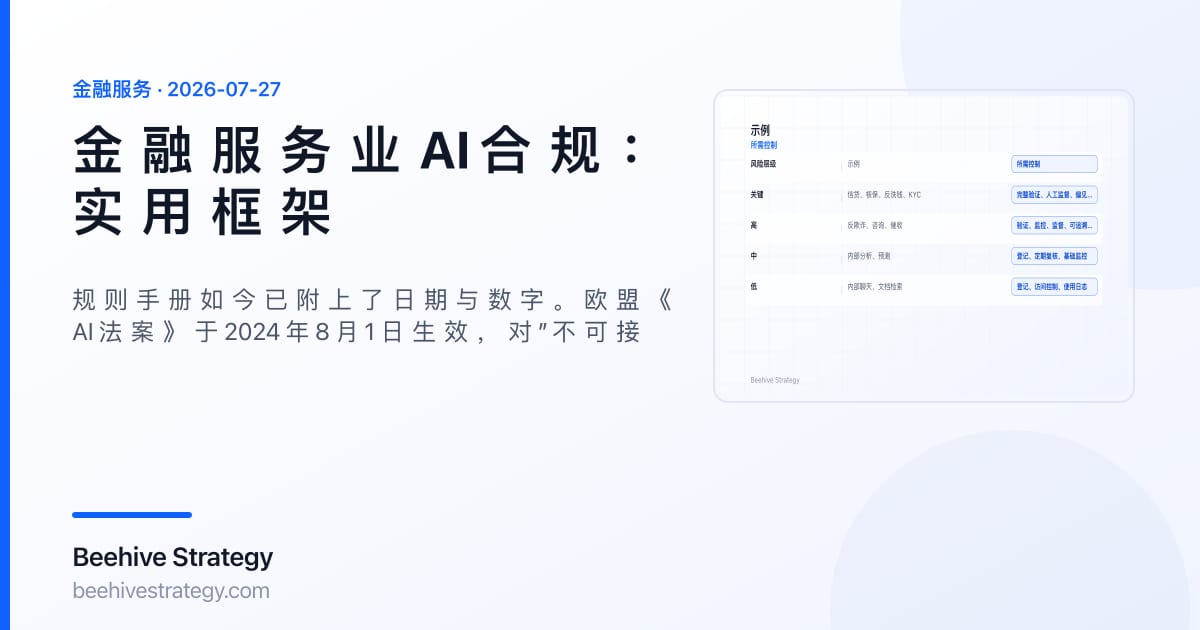 金融服务 · 2026-07-27
金融服务业AI合规：
实用框架
规则手册如今已附上了日期与数字。欧盟《
AI法案》于2024年8月1日生效，对"不可接
示例
所需控制
风险层级 示例 所需控制
关键 信贷、核保、反洗钱、KYC 完整验证、人工监督、偏见…
高 反欺诈、咨询、催收 验证、监控、监督、可追溯…
中 内部分析、预测 登记、定期复核、基础监控
低 内部聊天、文档检索 登记、访问控制、使用日志
Beehive Strategy
Beehive Strategy
beehivestrategy.com